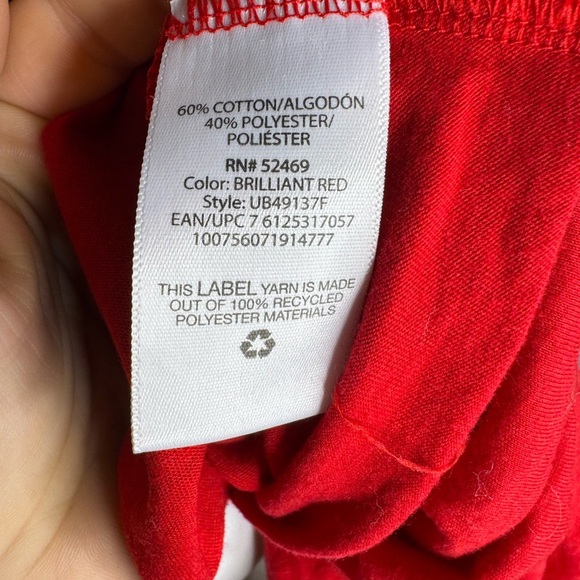 60% COTTON/ALGODÓN
40% POLYESTER/
POLIÉSTER
RN# 52469
Color: BRILLIANT RED
Style: UB49137F
EAN/UPC 7 6125317057
100756071914777
THIS LABEL YARN IS MADE
OUT OF 100% RECYCLED
POLYESTER MATERIALS